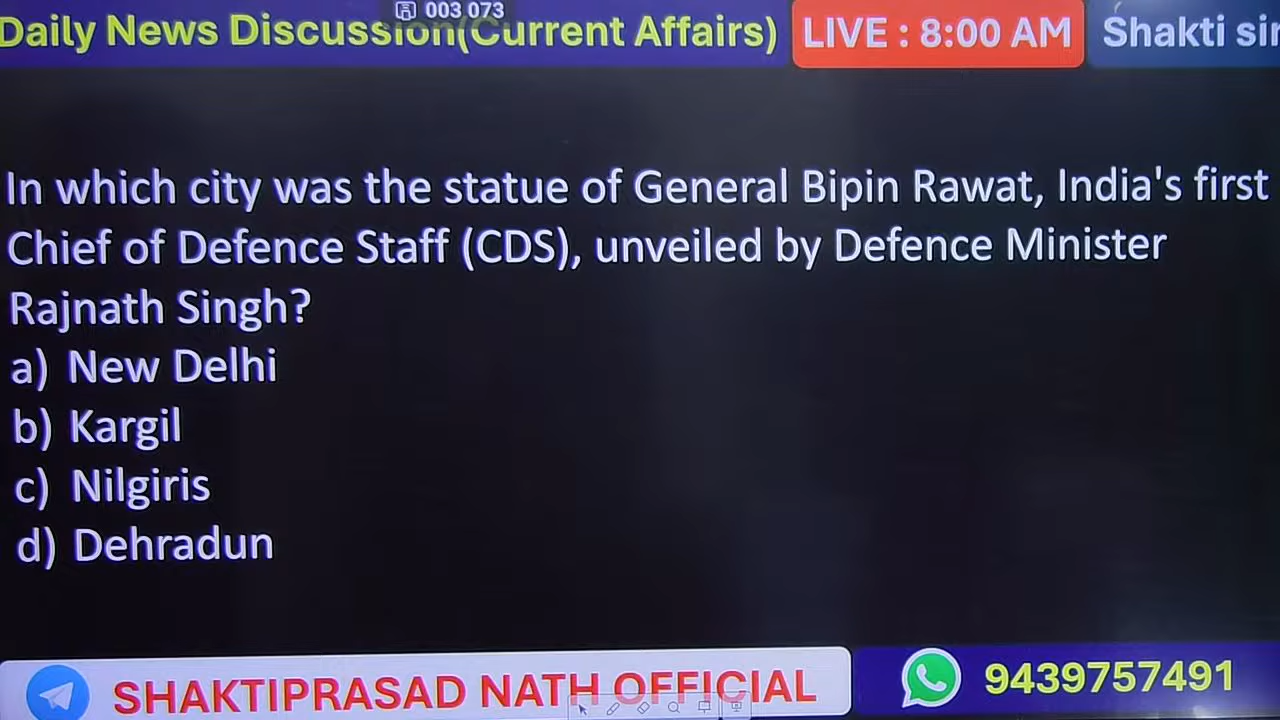 003 073
Daily News Discussion(Current Affairs)
LIVE : 8:00 AM
Shakti sir
In which city was the statue of General Bipin Rawat, India's first
Chief of Defence Staff (CDS), unveiled by Defence Minister
Rajnath Singh?
a) New Delhi
b) Kargil
c) Nilgiris
d) Dehradun
SHAKTIPRASAD NATH OFFICIAL
9439757491